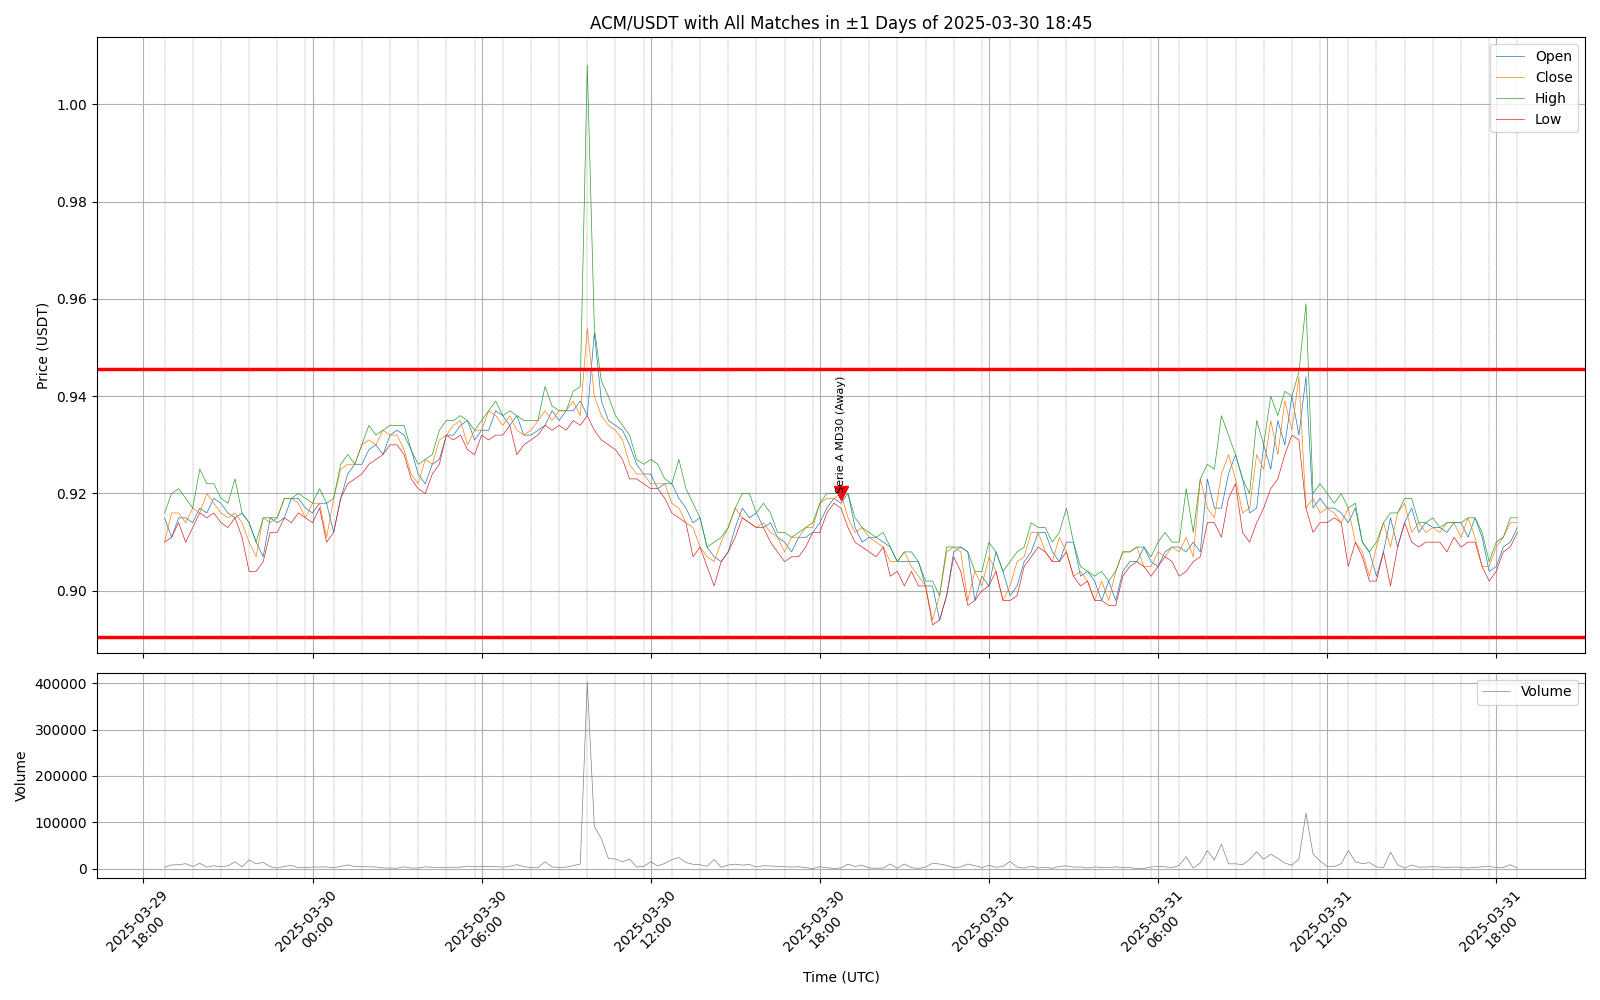 ACM/USDT with All Matches in ±1 Days of 2025-03-30 18:45
Open
Close
High
Low
1.00
0.98
0.96
0.94
0.92
0.90
Price (USDT)
Serie A MD30 (Away)
Volume
400000
300000
200000
100000
0
Volume
2025-03-29
18:00
2025-03-30
00:00
2025-03-30
06:00
2025-03-30
12:00
2025-03-30
18:00
2025-03-31
00:00
2025-03-31
06:00
2025-03-31
12:00
2025-03-31
18:00
Time (UTC)